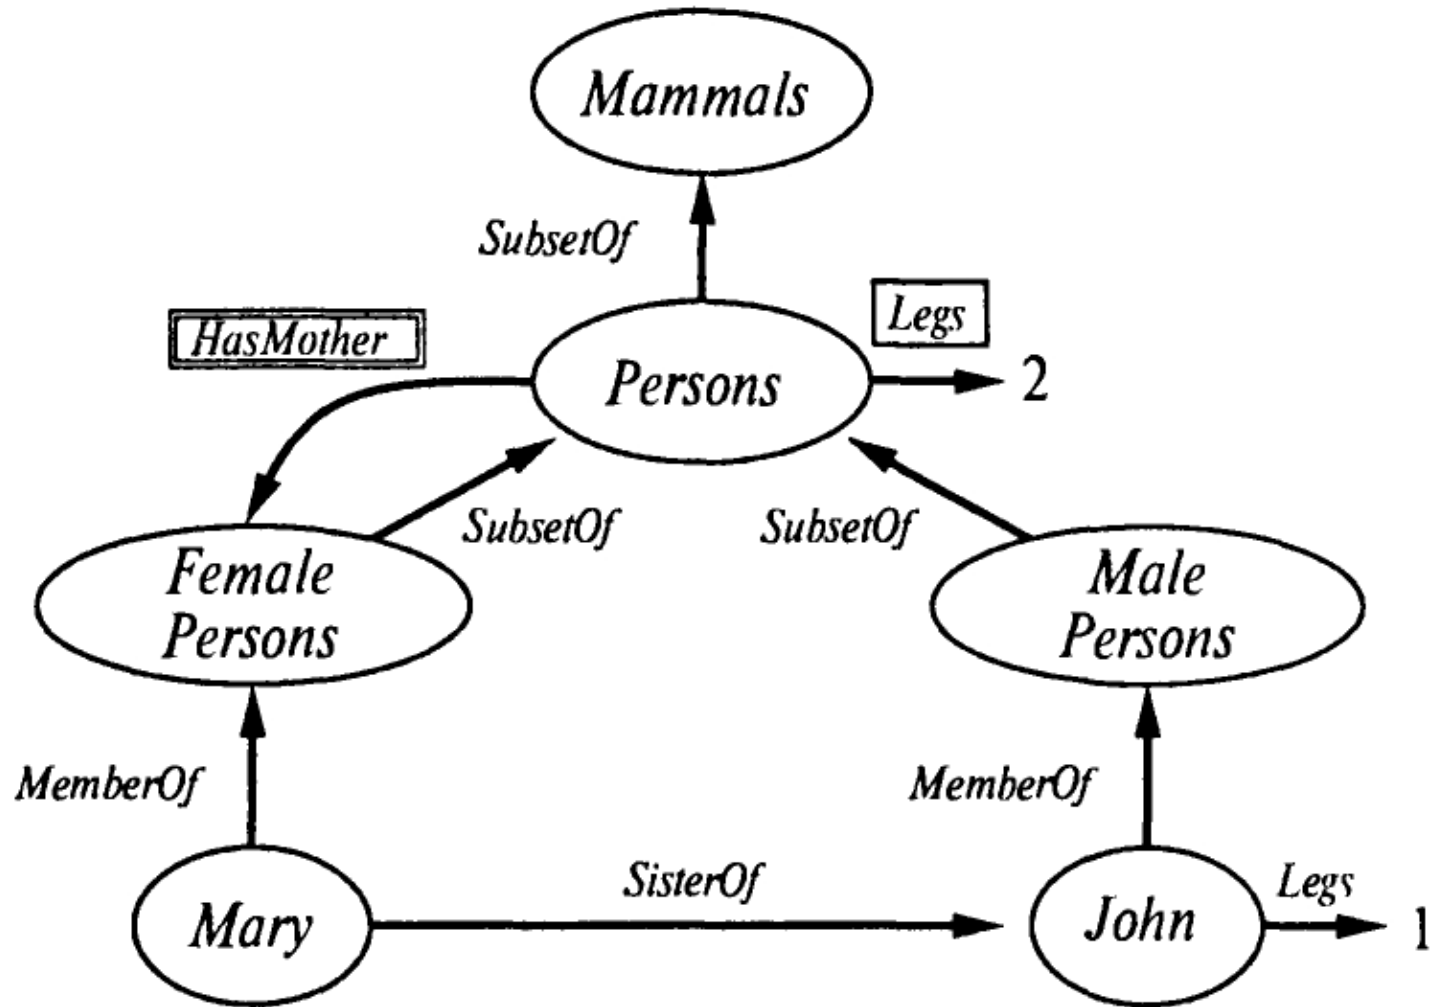 Mammals
SubsetOf
HasMother
Legs
Persons
2
SubsetOf
SubsetOf
Female
Persons
Male
Persons
MemberOf
MemberOf
SisterOf
Legs
Mary
John
1